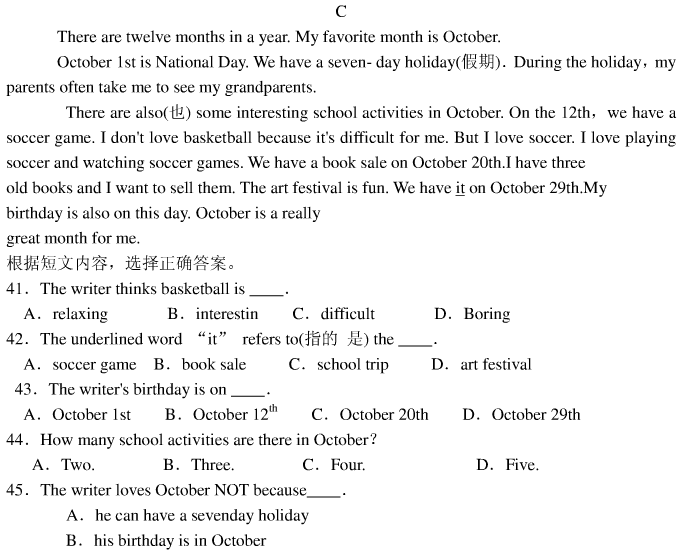 C
There are twelve months in a year. My favorite month is October.
October 1st is National Day. We have a seven- day holiday(假期)．During the holiday，my
parents often take me to see my grandparents.
There are also(也) some interesting school activities in October. On the 12th，we have a
soccer game. I don't love basketball because it's difficult for me. But I love soccer. I love playing
soccer and watching soccer games. We have a book sale on October 20th.I have three
old books and I want to sell them. The art festival is fun. We have it on October 29th.My
birthday is also on this day. October is a really
great month for me.
根据短文内容，选择正确答案。
41．The writer thinks basketball is ____．
A．relaxing B．interestin C．difficult D．Boring
42．The underlined word “it” refers to(指的 是) the ____．
A．soccer game B．book sale C．school trip D．art festival
43．The writer's birthday is on ____．
A．October 1st B．October 12th C．October 20th D．October 29th
44．How many school activities are there in October？
A．Two. B．Three. C．Four. D．Five.
45．The writer loves October NOT because____．
A．he can have a sevenday holiday
B．his birthday is in October